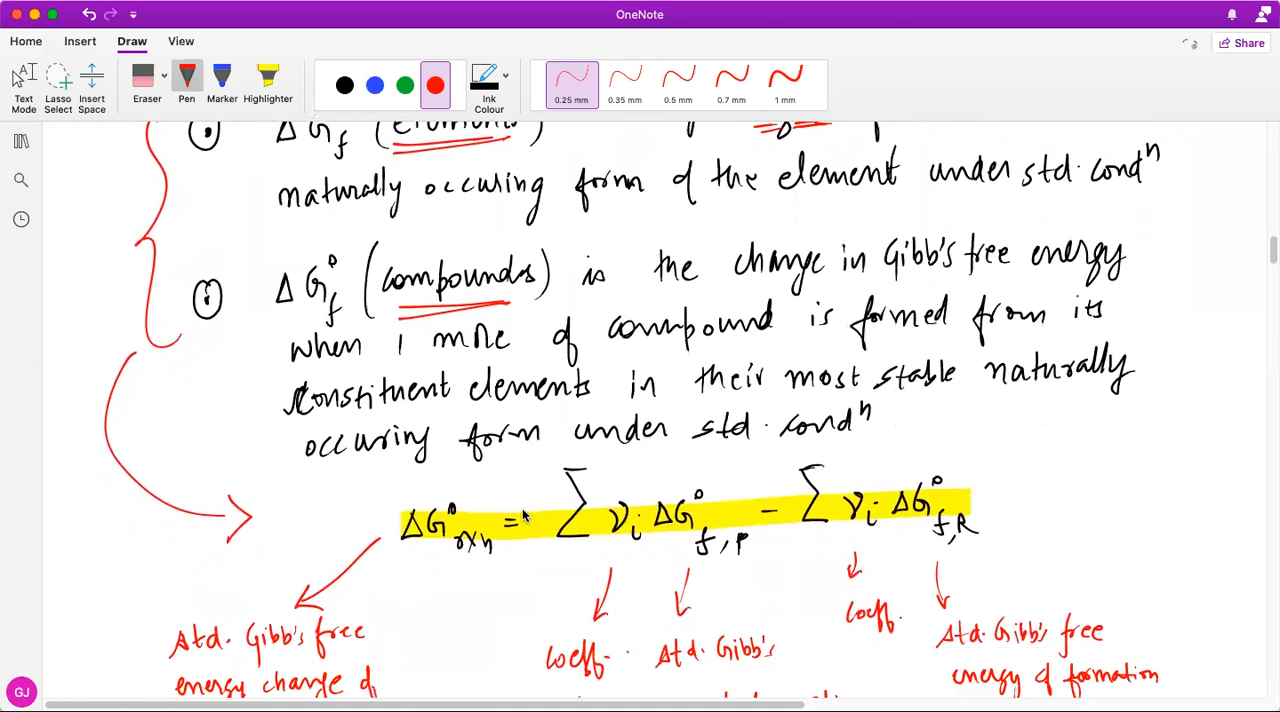 OneNote
Home Insert Draw View
Share
Text Mode
Lasso Select
Insert Space
Eraser
Pen
Marker
Highlighter
Ink Colour
0.25 mm
0.35 mm
0.5 mm
0.7 mm
1 mm
ΔG f (elements)
naturally occuring form of the element under std. condⁿ
ΔG°f (compounds) is the change in Gibb's free energy
when 1 mole of compound is formed from its
constituent elements in their most stable naturally
occuring form under std. condⁿ
ΔG°rxn = Σ νi ΔG°f,P − Σ νi ΔG°f,R
coeff.
Std. Gibb's free
energy change of
coeff.
Std. Gibb's
Std. Gibb's free
energy of formation
GJ